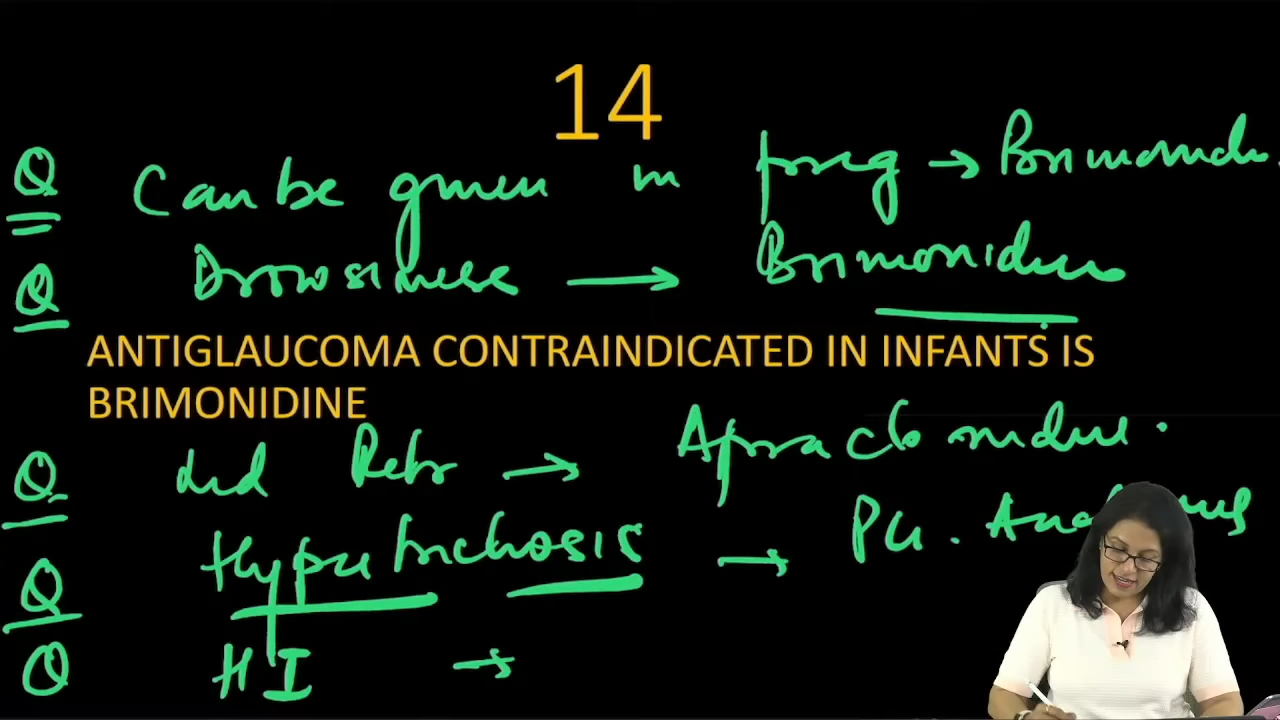 14
Q Can be given in preg → Brimonidine
Q Drowsiness → Brimonidine
ANTIGLAUCOMA CONTRAINDICATED IN INFANTS IS
BRIMONIDINE
Q Lid Retr → Apraclonidine.
Q Hypertrichosis → PG.
Q HI →